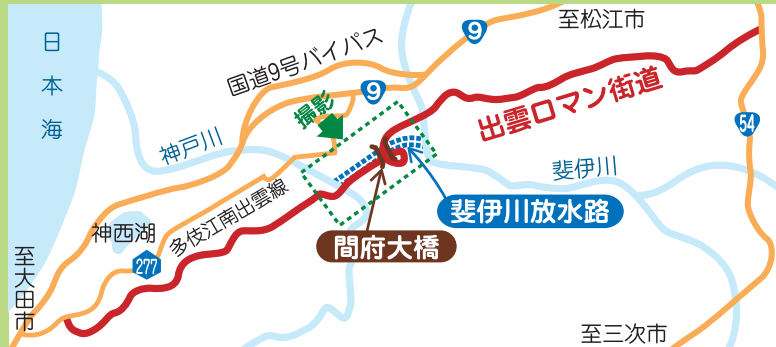 日本海
国道9号バイパス
9
至松江市
9
撮影
出雲ロマン街道
54
神戸川
斐伊川
斐伊川放水路
神西湖
多伎江南出雲線
間府大橋
277
至大田市
至三次市